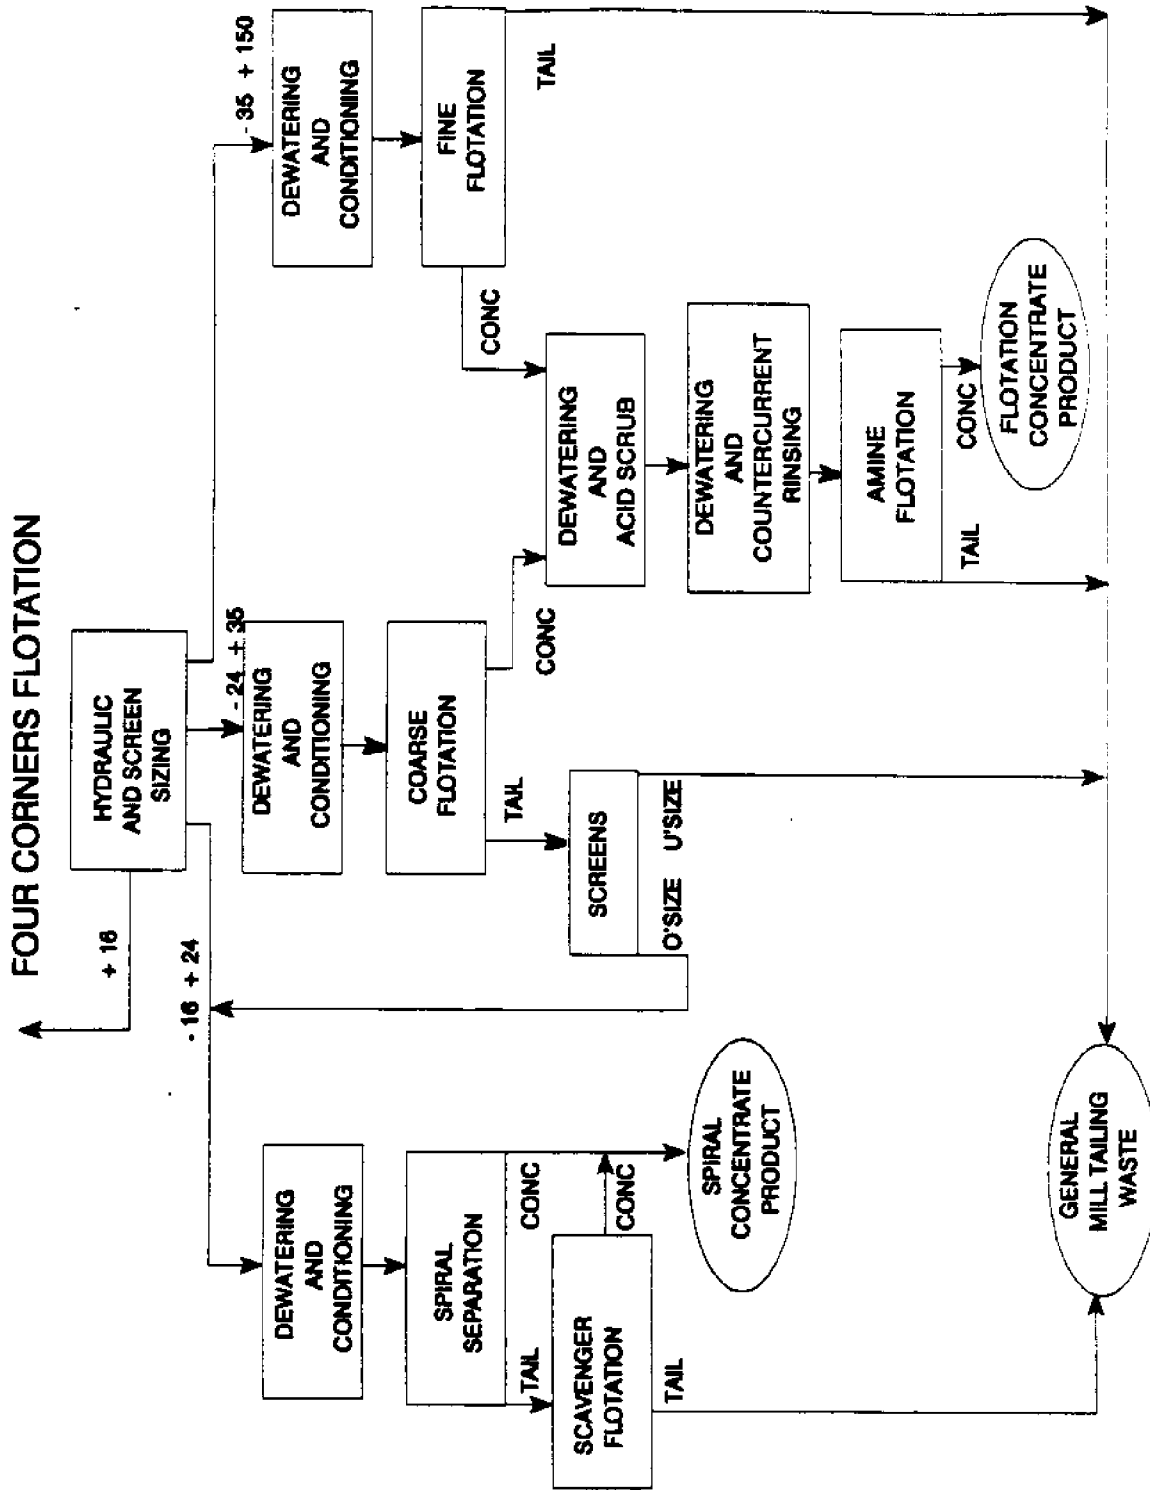 FOUR CORNERS FLOTATION
HYDRAULIC
AND SCREEN
SIZING
+ 16
- 16 + 24
- 24 + 35
- 35 + 150
DEWATERING
AND
CONDITIONING
DEWATERING
AND
CONDITIONING
DEWATERING
AND
CONDITIONING
SPIRAL
SEPARATION
COARSE
FLOTATION
FINE
FLOTATION
TAIL
CONC
TAIL
CONC
CONC
TAIL
SCAVENGER
FLOTATION
CONC
TAIL
SCREENS
O'SIZE
U'SIZE
DEWATERING
AND
ACID SCRUB
SPIRAL
CONCENTRATE
PRODUCT
DEWATERING
AND
COUNTERCURRENT
RINSING
AMINE
FLOTATION
TAIL
CONC
FLOTATION
CONCENTRATE
PRODUCT
GENERAL
MILL TAILING
WASTE